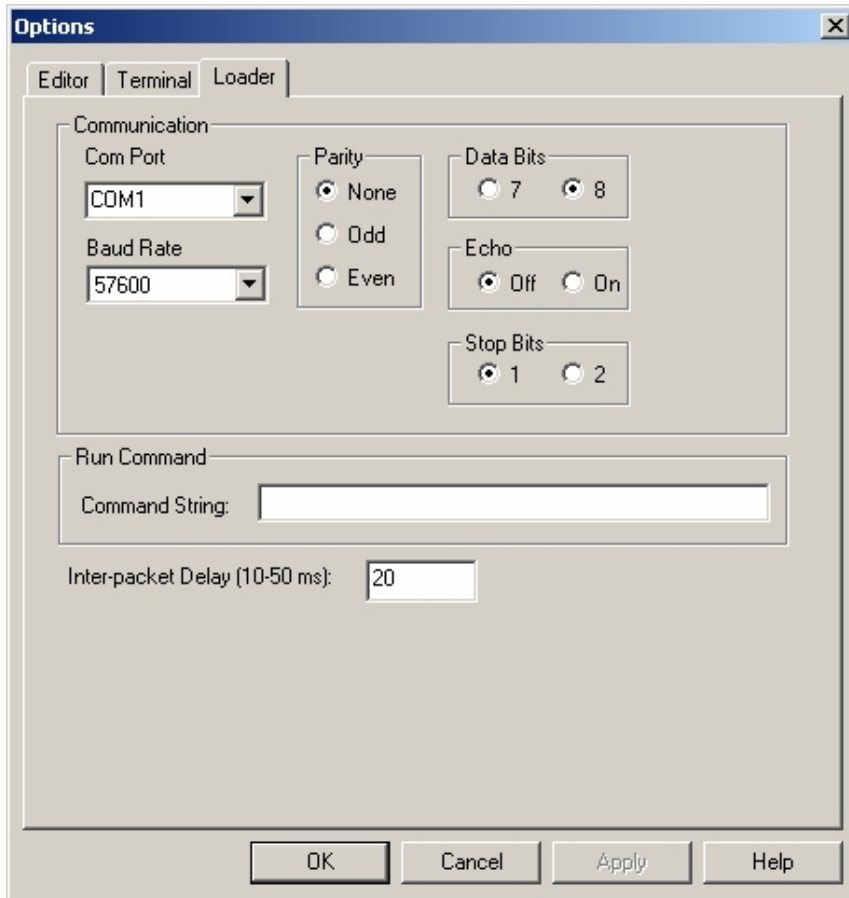 Options
Editor Terminal Loader
Communication
Com Port
COM1
Baud Rate
57600
Parity
None
Odd
Even
Data Bits
7 8
Echo
Off On
Stop Bits
1 2
Run Command
Command String:
Inter-packet Delay (10-50 ms): 20
OK Cancel Apply Help